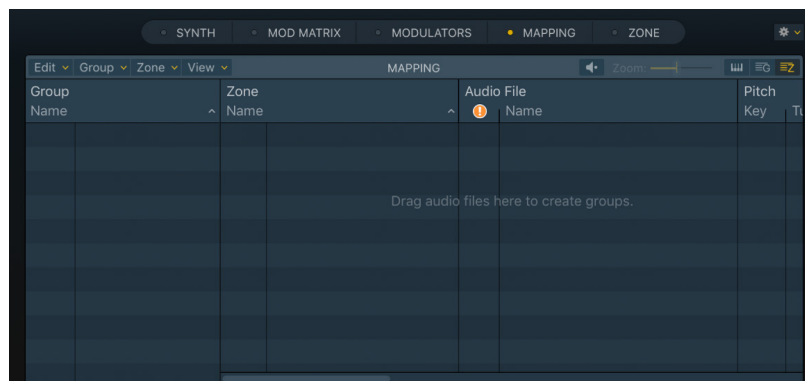 SYNTH MOD MATRIX MODULATORS MAPPING ZONE
Edit Group Zone View MAPPING Zoom: G Z
Group Zone Audio File Pitch
Name Name ! Name Key Tu
Drag audio files here to create groups.